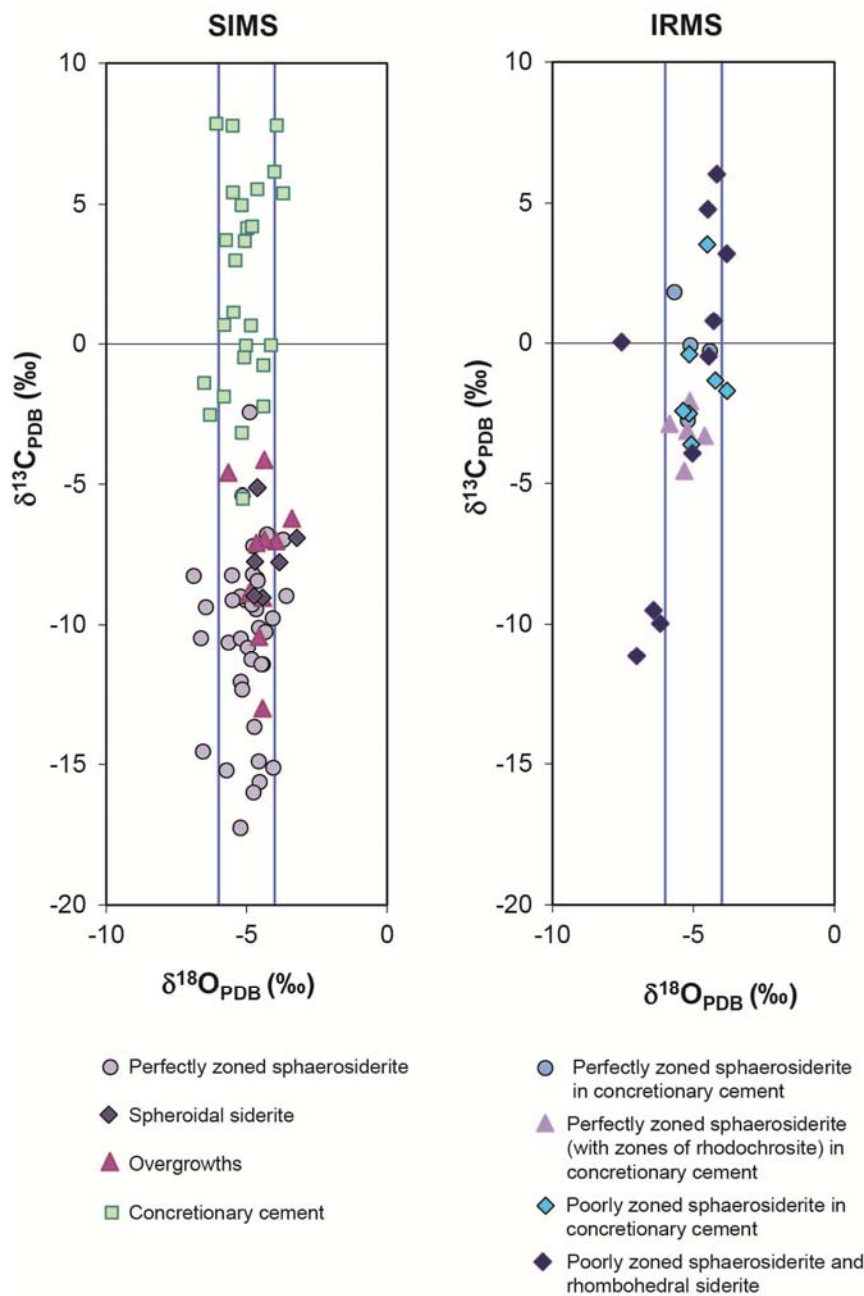 SIMS
10
5
0
-5
-10
-15
-20
-10
-5
0
δ13CPDB (‰)
δ18OPDB (‰)
Perfectly zoned sphaerosiderite
Spheroidal siderite
Overgrowths
Concretionary cement
IRMS
10
5
0
-5
-10
-15
-20
-10
-5
0
δ13CPDB (‰)
δ18OPDB (‰)
Perfectly zoned sphaerosiderite
in concretionary cement
Perfectly zoned sphaerosiderite
(with zones of rhodochrosite) in
concretionary cement
Poorly zoned sphaerosiderite in
concretionary cement
Poorly zoned sphaerosiderite and
rhombohedral siderite